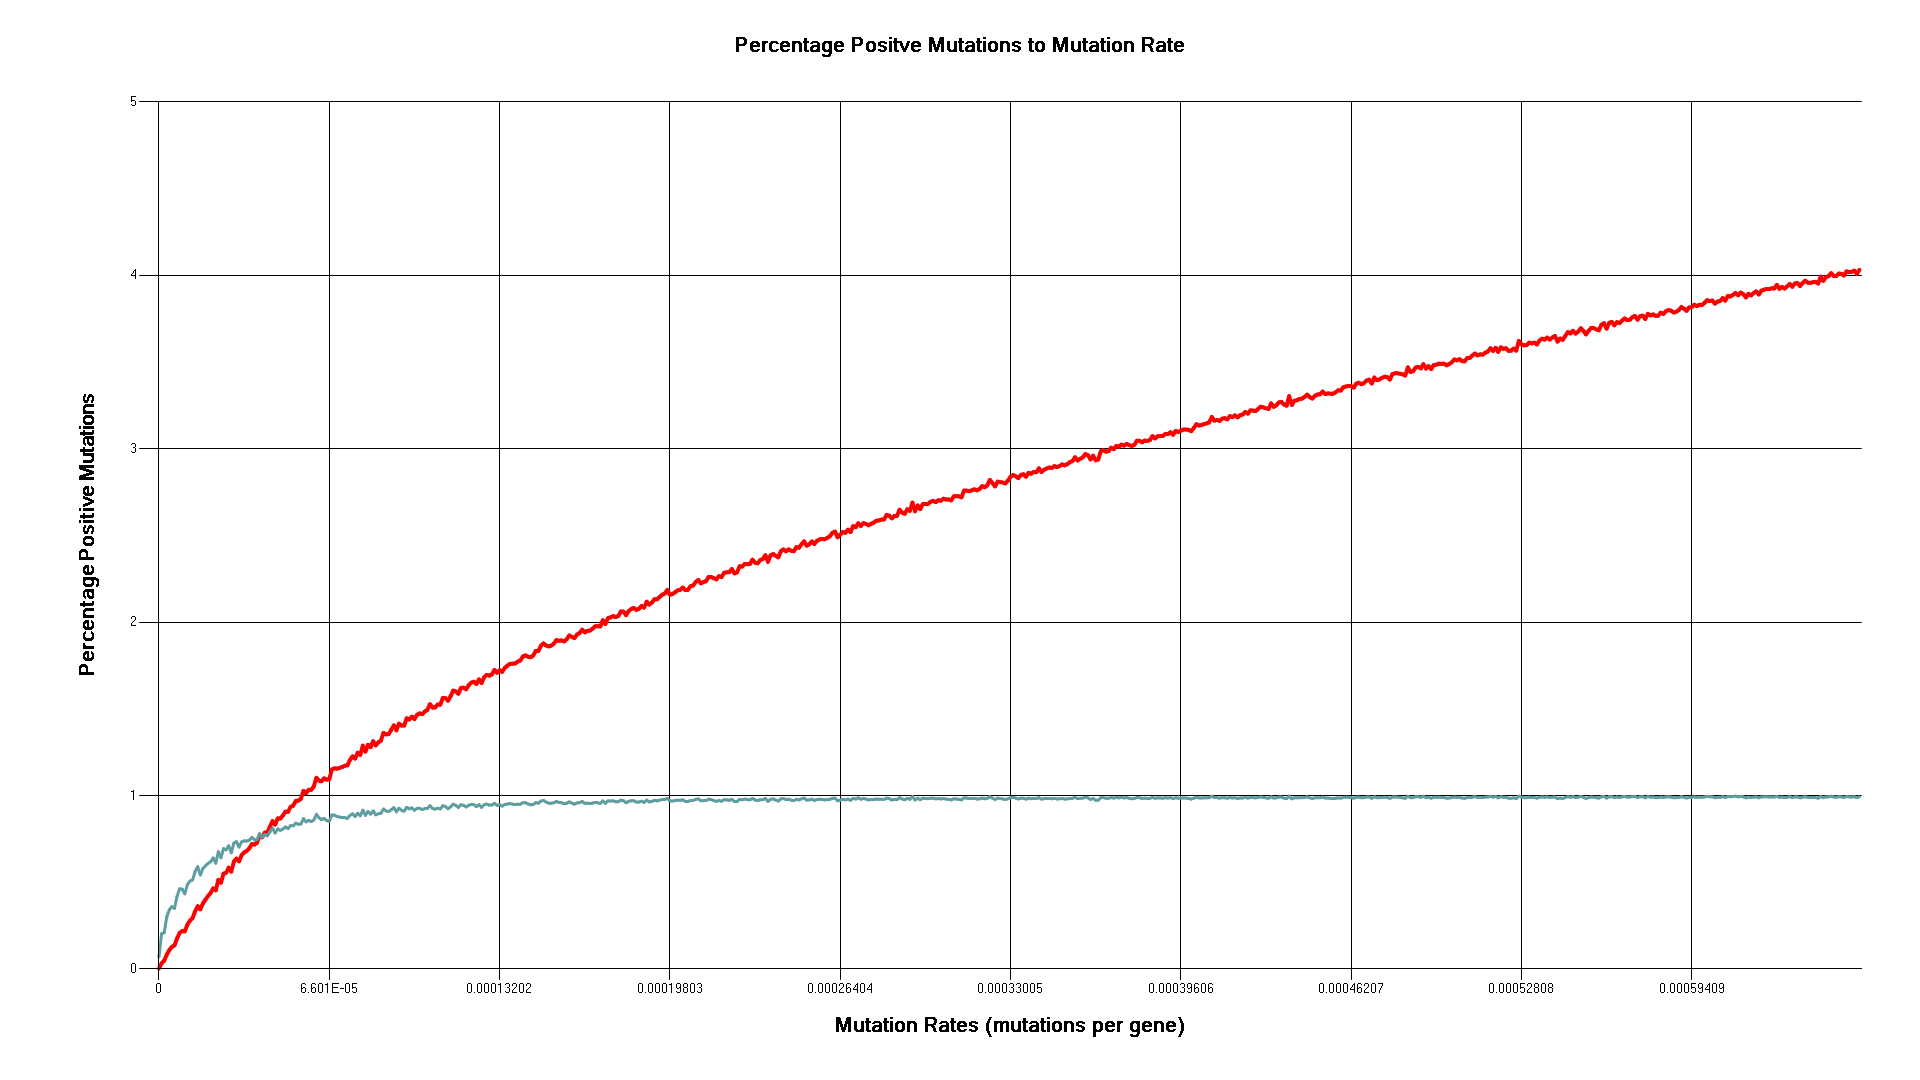 Percentage Positve Mutations to Mutation Rate
5
4
3
2
1
0
Percentage Positive Mutations
0 6.601E-05 0.00013202 0.00019803 0.00026404 0.00033005 0.00039606 0.00046207 0.00052808 0.00059409
Mutation Rates (mutations per gene)